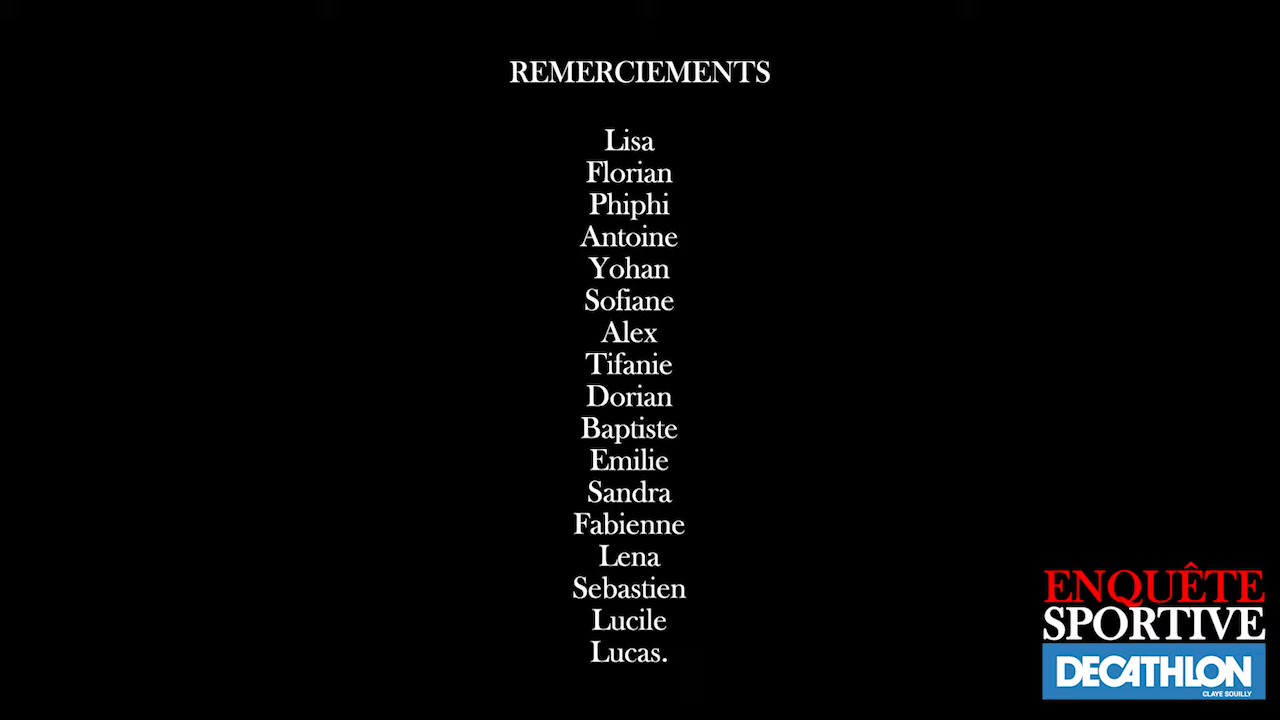 REMERCIEMENTS
Lisa
Florian
Phiphi
Antoine
Yohan
Sofiane
Alex
Tifanie
Dorian
Baptiste
Emilie
Sandra
Fabienne
Lena
Sebastien
Lucile
Lucas.
ENQUÊTE
SPORTIVE
DECATHLON
CLAYE SOUILLY